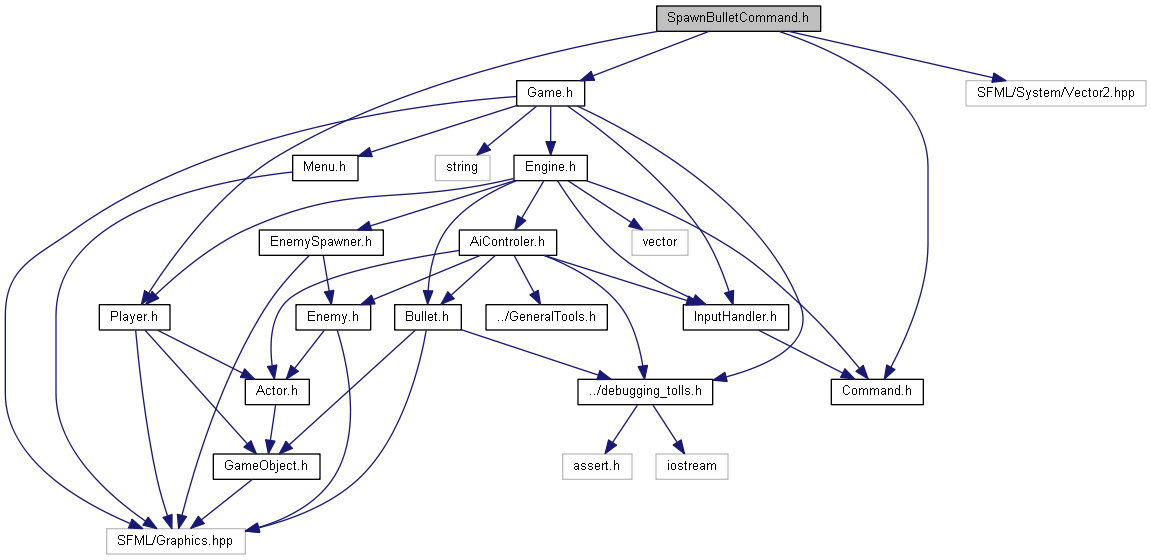 SpawnBulletCommand.h
Game.h
SFML/System/Vector2.hpp
Menu.h
string
Engine.h
EnemySpawner.h
AiControler.h
vector
Player.h
Enemy.h
Bullet.h
../GeneralTools.h
InputHandler.h
Actor.h
../debugging_tolls.h
Command.h
GameObject.h
assert.h
iostream
SFML/Graphics.hpp